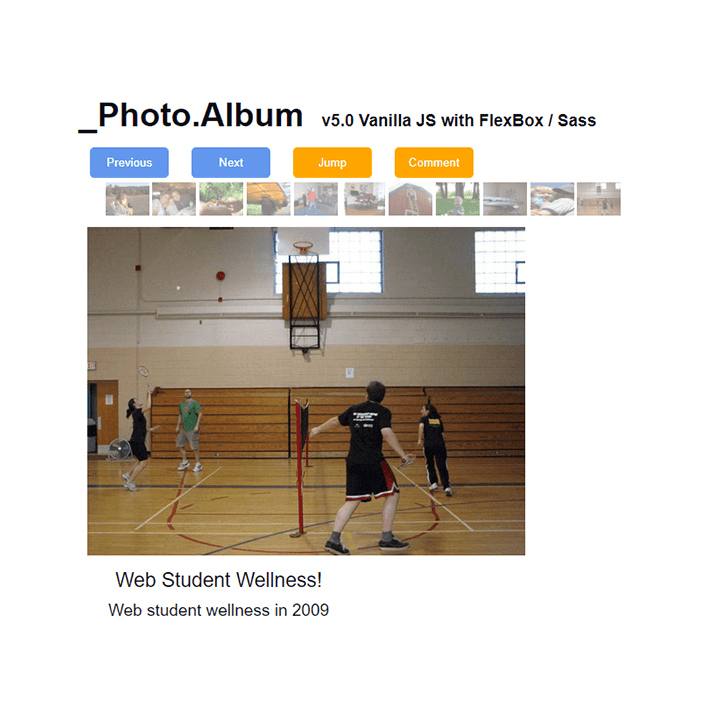 _Photo.Album v5.0 Vanilla JS with FlexBox / Sass
Previous Next Jump Comment
Web Student Wellness!
Web student wellness in 2009